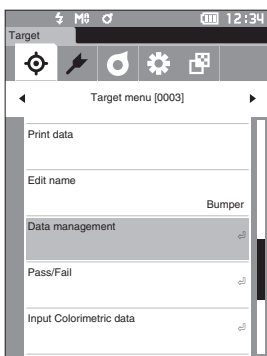 M 12:34
Target
Target menu [0003]
Print data
Edit name
Bumper
Data management
Pass/Fail
Input Colorimetric data